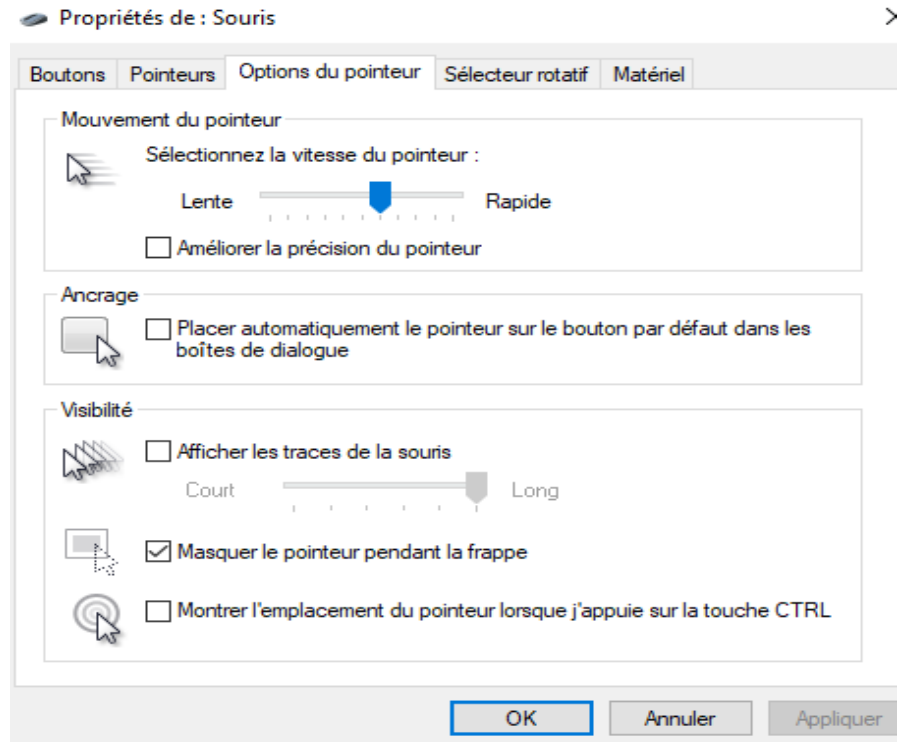 Propriétés de : Souris
Boutons Pointeurs Options du pointeur Sélecteur rotatif Matériel
Mouvement du pointeur
Sélectionnez la vitesse du pointeur :
Lente Rapide
Améliorer la précision du pointeur
Ancrage
Placer automatiquement le pointeur sur le bouton par défaut dans les
boîtes de dialogue
Visibilité
Afficher les traces de la souris
Court Long
Masquer le pointeur pendant la frappe
Montrer l'emplacement du pointeur lorsque j'appuie sur la touche CTRL
OK Annuler Appliquer